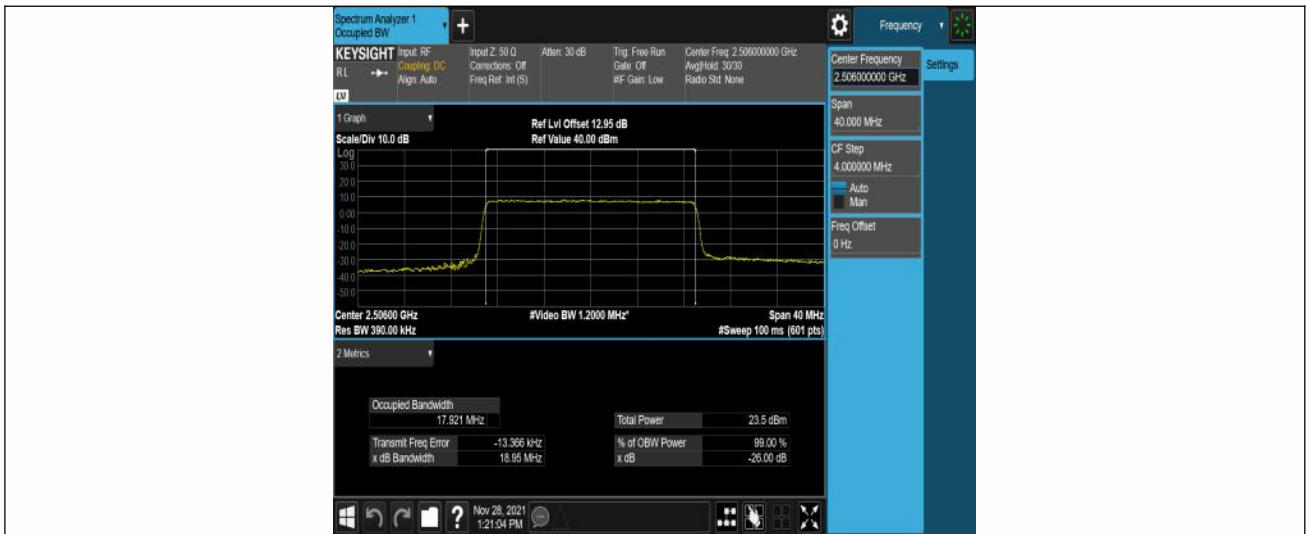 Spectrum Analyzer 1
Occupied BW
+
Frequency
KEYSIGHT
RL
Input: RF
Coupling: DC
Align: Auto
Input Z: 50 Ω
Corrections: Off
Freq Ref: Int (S)
Atten: 30 dB
Trig: Free Run
Gate: Off
#IF Gain: Low
Center Freq: 2.506000000 GHz
Avg|Hold: 30/30
Radio Std: None
LXI
Center Frequency
2.506000000 GHz
Settings
Span
40.000 MHz
CF Step
4.000000 MHz
Auto
Man
Freq Offset
0 Hz
1 Graph
Scale/Div 10.0 dB
Ref Lvl Offset 12.95 dB
Ref Value 40.00 dBm
Log
30.0
20.0
10.0
0.00
-10.0
-20.0
-30.0
-40.0
-50.0
Center 2.50600 GHz
Res BW 390.00 kHz
#Video BW 1.2000 MHz*
Span 40 MHz
#Sweep 100 ms (601 pts)
2 Metrics
Occupied Bandwidth
17.921 MHz
Total Power 23.5 dBm
Transmit Freq Error -13.366 kHz
% of OBW Power 99.00 %
x dB Bandwidth 18.95 MHz
x dB -26.00 dB
?
Nov 28, 2021
1:21:04 PM